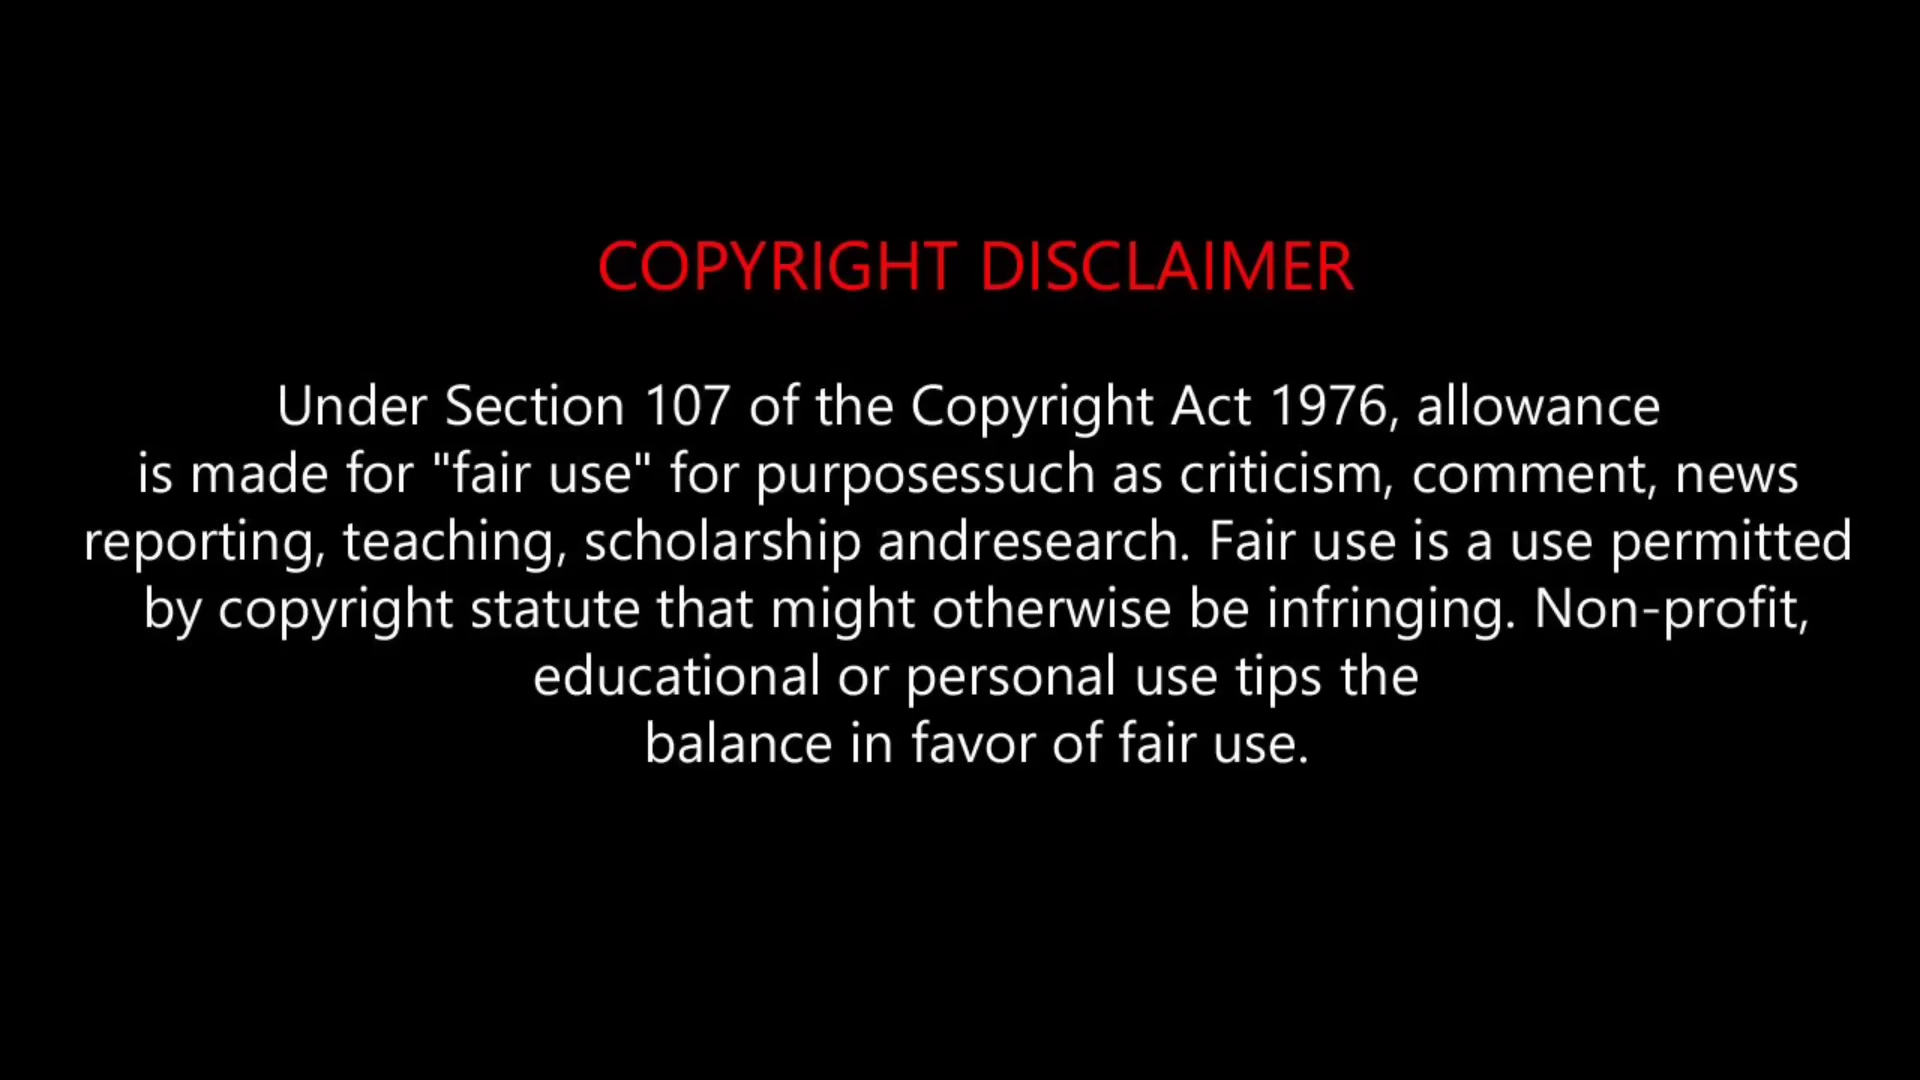 COPYRIGHT DISCLAIMER
Under Section 107 of the Copyright Act 1976, allowance
is made for "fair use" for purposessuch as criticism, comment, news
reporting, teaching, scholarship andresearch. Fair use is a use permitted
by copyright statute that might otherwise be infringing. Non-profit,
educational or personal use tips the
balance in favor of fair use.